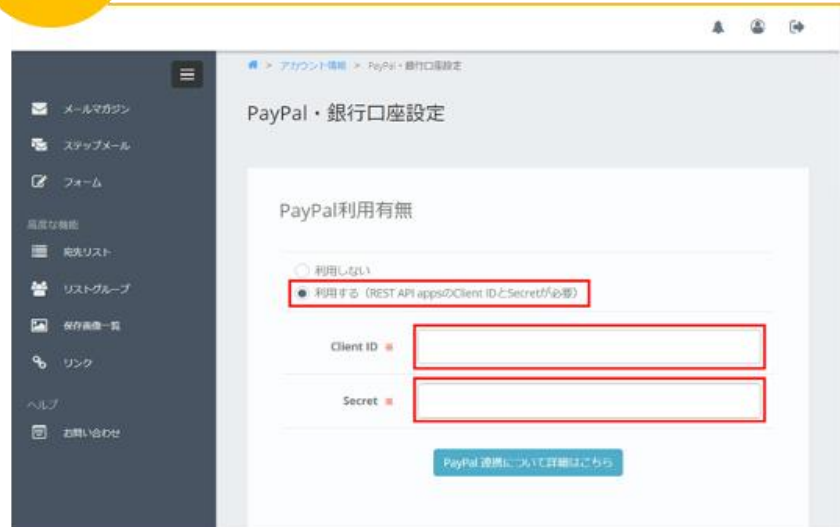 > アカウント情報 > PayPal・銀行口座設定
PayPal・銀行口座設定
メールマガジン
ステップメール
フォーム
高度な機能
宛先リスト
リストグループ
保存画像一覧
リンク
ヘルプ
お問い合わせ
PayPal利用有無
利用しない
利用する（REST API appsのClient IDとSecretが必要）
Client ID
Secret
PayPal 連携について詳細はこちら